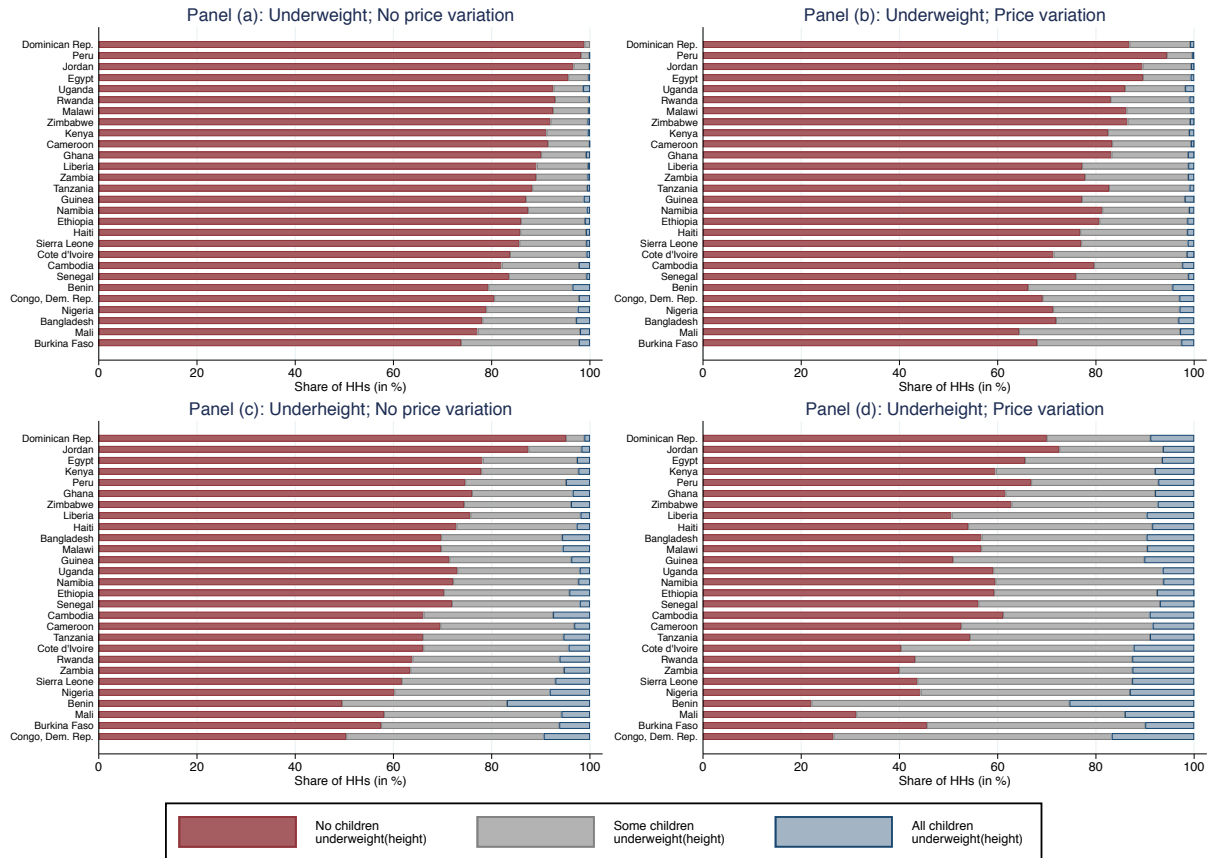 Panel (a): Underweight; No price variation
Dominican Rep.
Peru
Jordan
Egypt
Uganda
Rwanda
Malawi
Zimbabwe
Kenya
Cameroon
Ghana
Liberia
Zambia
Tanzania
Guinea
Namibia
Ethiopia
Haiti
Sierra Leone
Cote d'Ivoire
Cambodia
Senegal
Benin
Congo, Dem. Rep.
Nigeria
Bangladesh
Mali
Burkina Faso
0 20 40 60 80 100
Share of HHs (in %)
Panel (b): Underweight; Price variation
Dominican Rep.
Peru
Jordan
Egypt
Uganda
Rwanda
Malawi
Zimbabwe
Kenya
Cameroon
Ghana
Liberia
Zambia
Tanzania
Guinea
Namibia
Ethiopia
Haiti
Sierra Leone
Cote d'Ivoire
Cambodia
Senegal
Benin
Congo, Dem. Rep.
Nigeria
Bangladesh
Mali
Burkina Faso
0 20 40 60 80 100
Share of HHs (in %)
Panel (c): Underheight; No price variation
Dominican Rep.
Jordan
Egypt
Kenya
Peru
Ghana
Zimbabwe
Liberia
Haiti
Bangladesh
Malawi
Guinea
Uganda
Namibia
Ethiopia
Senegal
Cambodia
Cameroon
Tanzania
Cote d'Ivoire
Rwanda
Zambia
Sierra Leone
Nigeria
Benin
Mali
Burkina Faso
Congo, Dem. Rep.
0 20 40 60 80 100
Share of HHs (in %)
Panel (d): Underheight; Price variation
Dominican Rep.
Jordan
Egypt
Kenya
Peru
Ghana
Zimbabwe
Liberia
Haiti
Bangladesh
Malawi
Guinea
Uganda
Namibia
Ethiopia
Senegal
Cambodia
Cameroon
Tanzania
Cote d'Ivoire
Rwanda
Zambia
Sierra Leone
Nigeria
Benin
Mali
Burkina Faso
Congo, Dem. Rep.
0 20 40 60 80 100
Share of HHs (in %)
No children
underweight(height)
Some children
underweight(height)
All children
underweight(height)